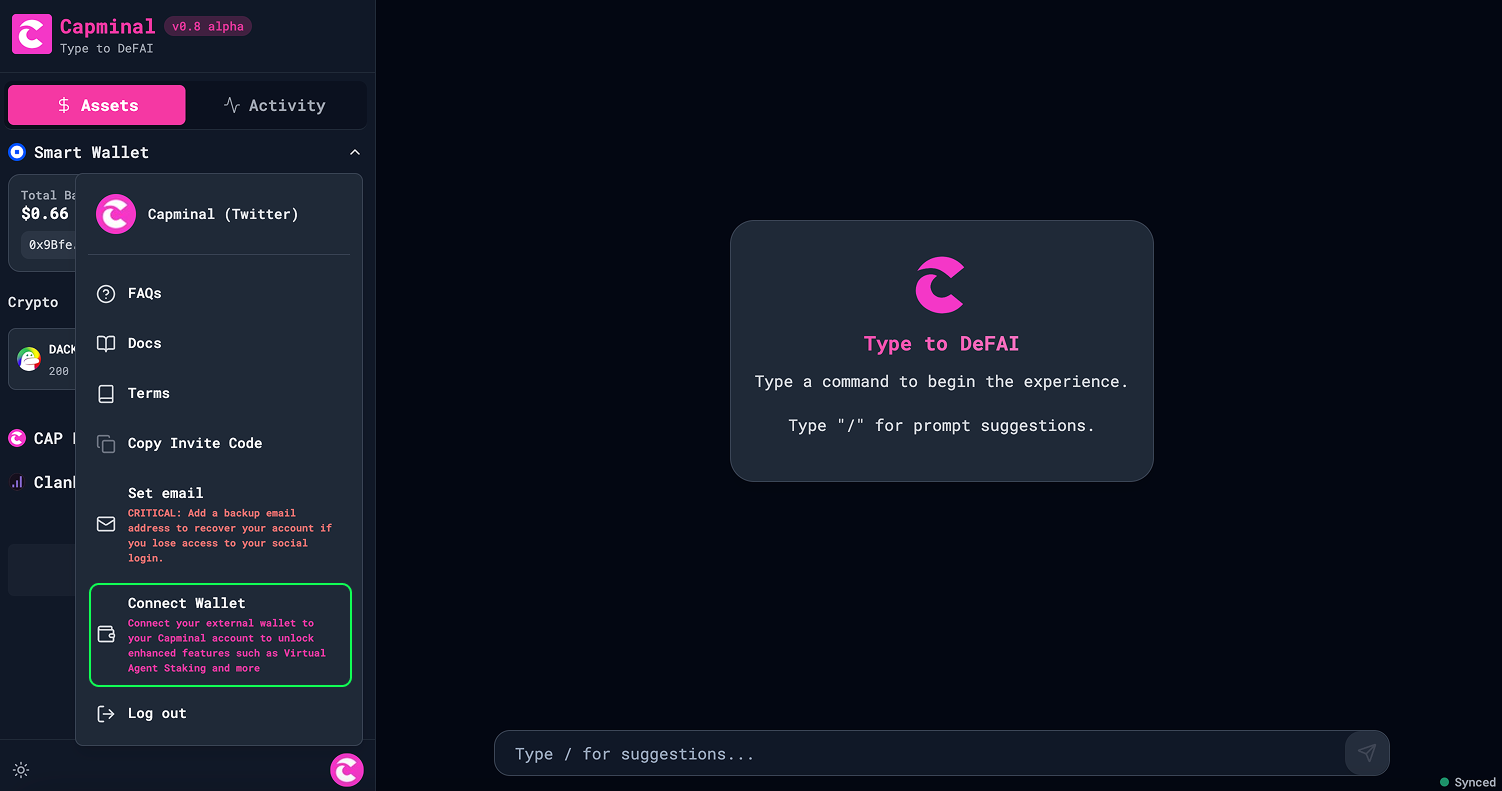 Capminal v0.8 alpha
Type to DeFAI
Assets Activity
Smart Wallet
Total Ba
$0.66
0x9Bfe.
Crypto
DACK
200
CAP
Clan
Capminal (Twitter)
FAQs
Docs
Terms
Copy Invite Code
Set email
CRITICAL: Add a backup email
address to recover your account if
you lose access to your social
login.
Connect Wallet
Connect your external wallet to
your Capminal account to unlock
enhanced features such as Virtual
Agent Staking and more
Log out
Type to DeFAI
Type a command to begin the experience.
Type "/" for prompt suggestions.
Type / for suggestions...
Synced